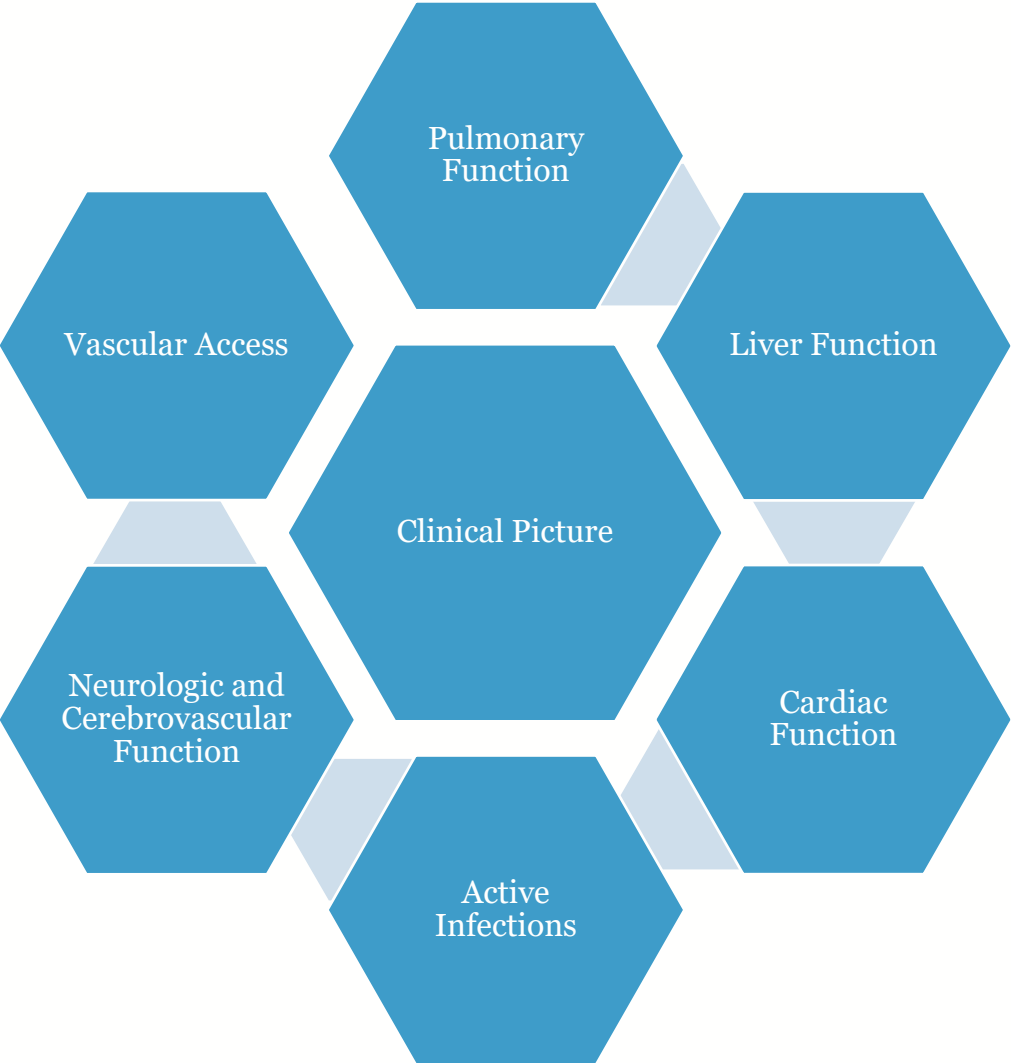 Pulmonary
Function
Vascular Access
Liver Function
Clinical Picture
Neurologic and
Cerebrovascular
Function
Cardiac
Function
Active
Infections